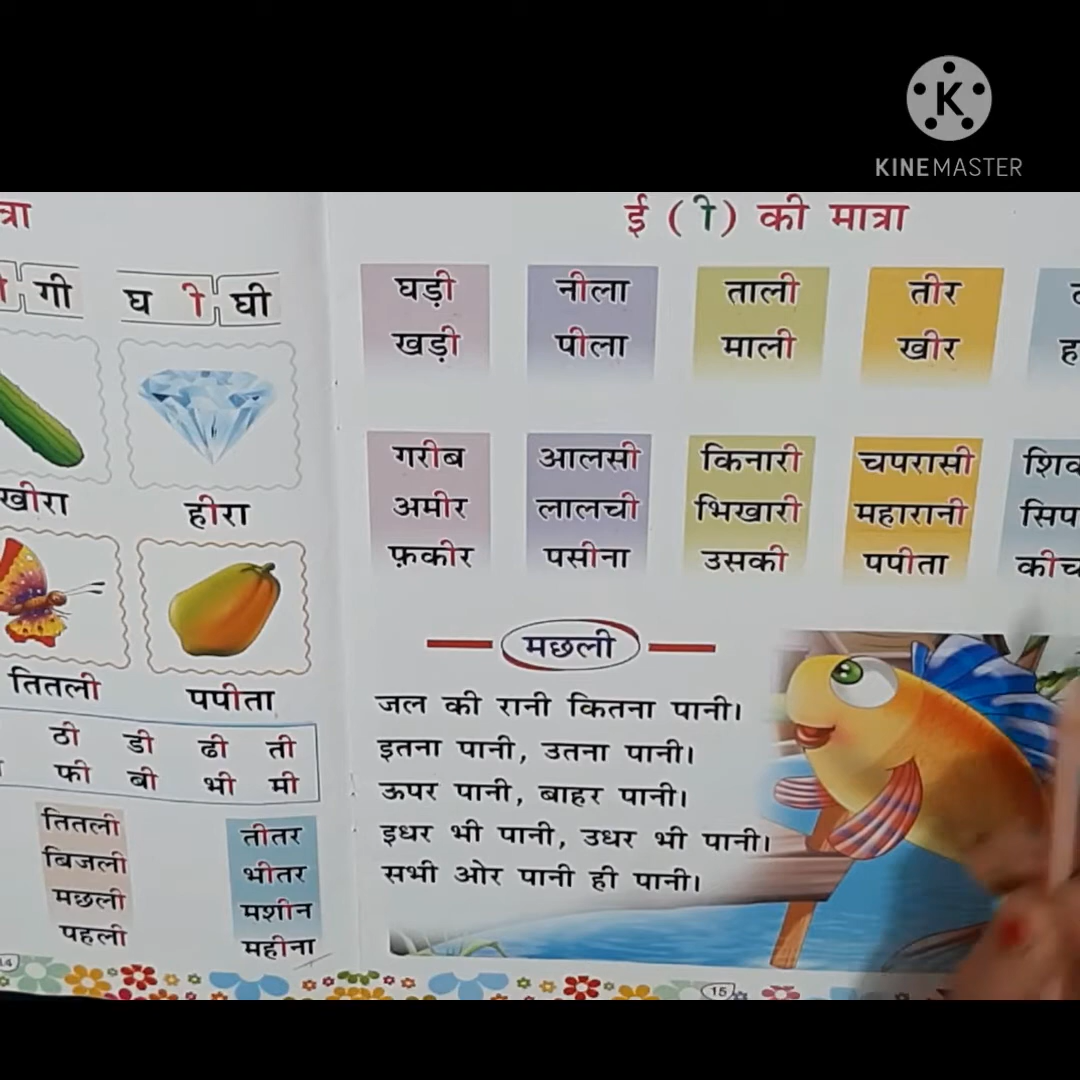 KINEMASTER
घ ी घी
गी
खीरा
हीरा
तितली
पपीता
ठी डी ढी ती
फी बी भी मी
तितली
बिजली
मछली
पहली
तीतर
भीतर
मशीन
महीना
14
ई ( ी ) की मात्रा
घड़ी नीला ताली तीर
खड़ी पीला माली खीर
गरीब आलसी किनारी चपरासी
अमीर लालची भिखारी महारानी
फ़कीर पसीना उसकी पपीता
मछली
जल की रानी कितना पानी।
इतना पानी, उतना पानी।
ऊपर पानी, बाहर पानी।
इधर भी पानी, उधर भी पानी।
सभी ओर पानी ही पानी।
15